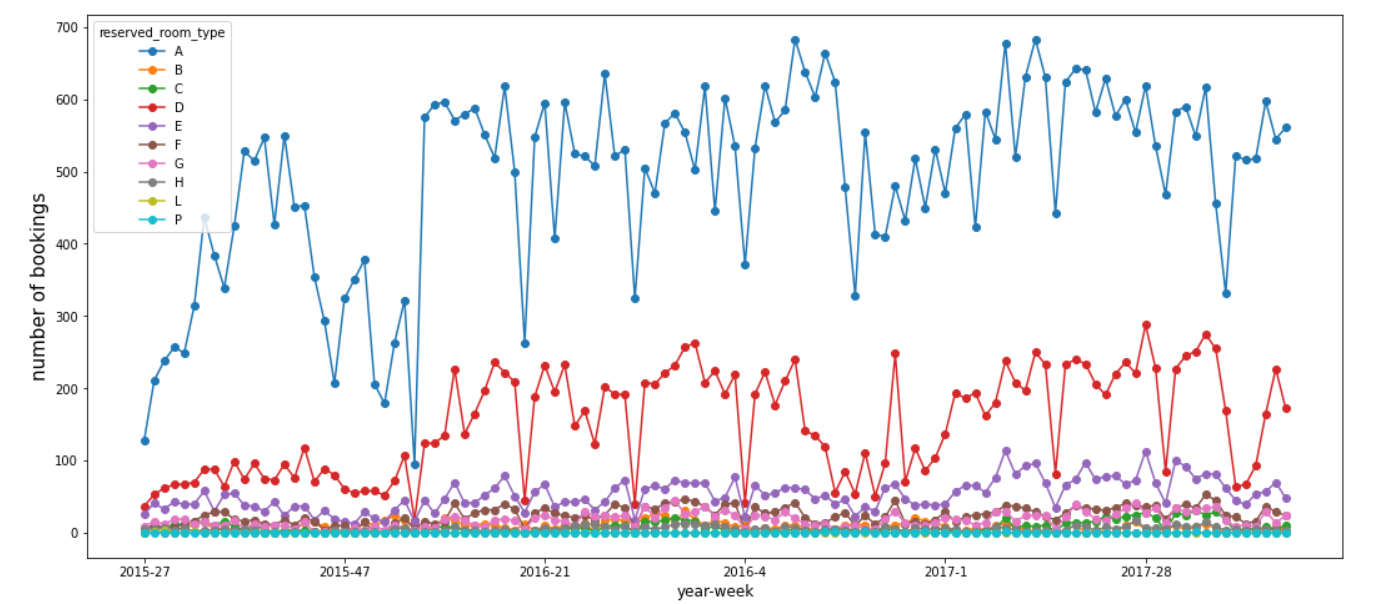 700
600
500
400
300
200
100
0
number of bookings
reserved_room_type
A
B
C
D
E
F
G
H
L
P
2015-27
2015-47
2016-21
2016-4
2017-1
2017-28
year-week